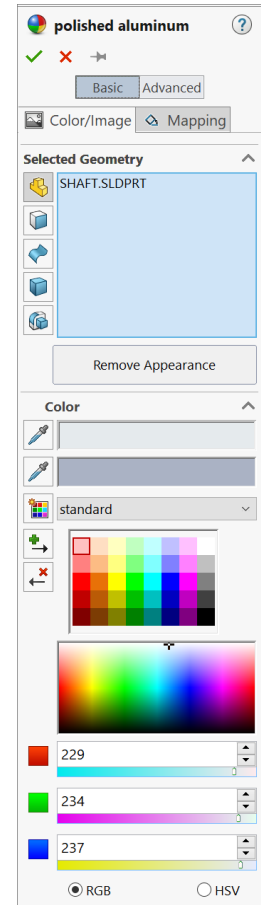 polished aluminum ?
Basic Advanced
Color/Image Mapping
Selected Geometry
SHAFT.SLDPRT
Remove Appearance
Color
standard
229
234
237
RGB HSV